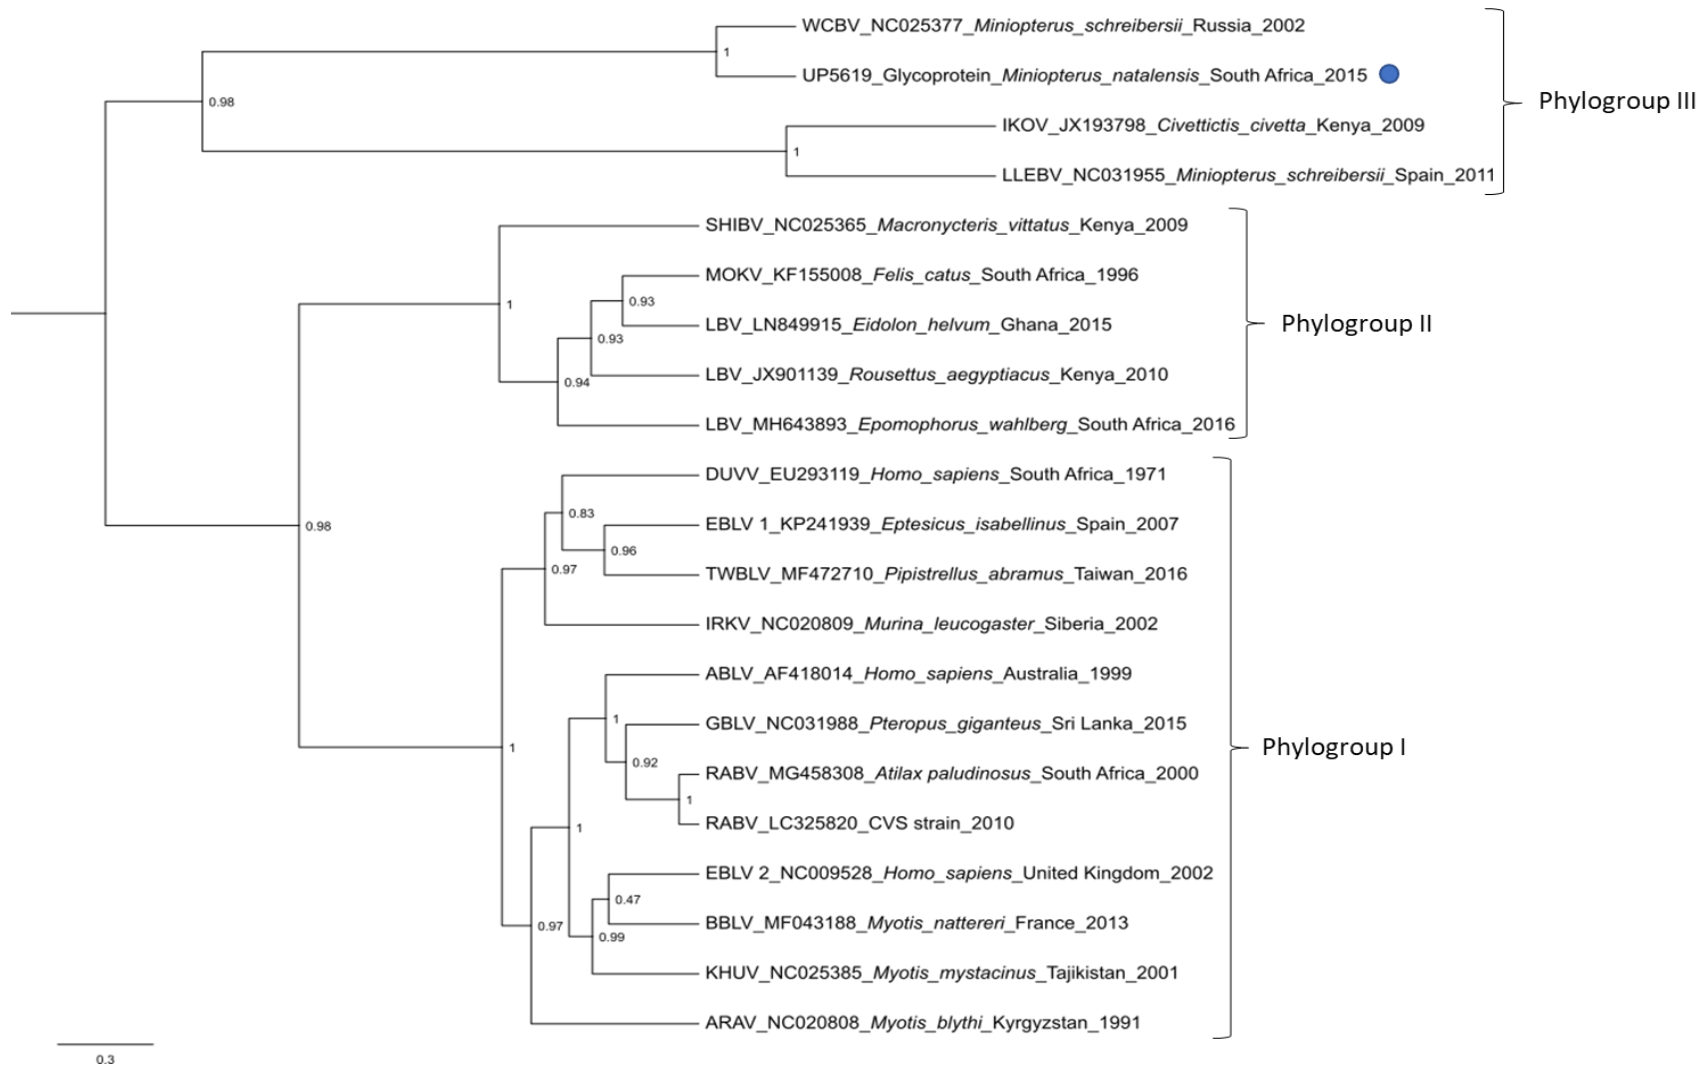 WCBV_NC025377_Miniopterus_schreibersii_Russia_2002
1
UP5619_Glycoprotein_Miniopterus_natalensis_South Africa_2015
Phylogroup III
0.98
IKOV_JX193798_Civettictis_civetta_Kenya_2009
1
LLEBV_NC031955_Miniopterus_schreibersii_Spain_2011
SHIBV_NC025365_Macronycteris_vittatus_Kenya_2009
MOKV_KF155008_Felis_catus_South Africa_1996
1
0.93
LBV_LN849915_Eidolon_helvum_Ghana_2015
Phylogroup II
0.93
LBV_JX901139_Rousettus_aegyptiacus_Kenya_2010
0.94
LBV_MH643893_Epomophorus_wahlberg_South Africa_2016
DUVV_EU293119_Homo_sapiens_South Africa_1971
0.83
EBLV 1_KP241939_Eptesicus_isabellinus_Spain_2007
0.98
0.96
0.97
TWBLV_MF472710_Pipistrellus_abramus_Taiwan_2016
IRKV_NC020809_Murina_leucogaster_Siberia_2002
ABLV_AF418014_Homo_sapiens_Australia_1999
1
GBLV_NC031988_Pteropus_giganteus_Sri Lanka_2015
1
Phylogroup I
0.92
RABV_MG458308_Atilax paludinosus_South Africa_2000
1
RABV_LC325820_CVS strain_2010
1
EBLV 2_NC009528_Homo_sapiens_United Kingdom_2002
0.47
BBLV_MF043188_Myotis_nattereri_France_2013
0.97
0.99
KHUV_NC025385_Myotis_mystacinus_Tajikistan_2001
ARAV_NC020808_Myotis_blythi_Kyrgyzstan_1991
0.3